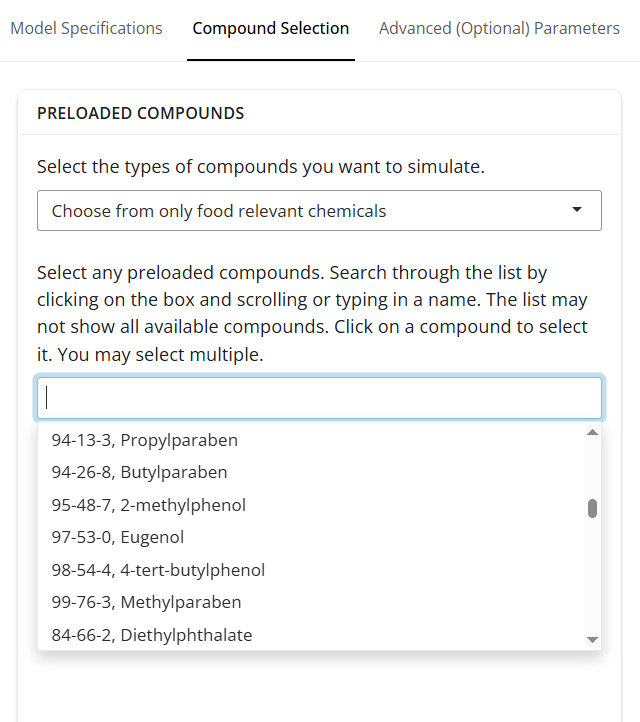 Model Specifications Compound Selection Advanced (Optional) Parameters
PRELOADED COMPOUNDS
Select the types of compounds you want to simulate.
Choose from only food relevant chemicals
Select any preloaded compounds. Search through the list by
clicking on the box and scrolling or typing in a name. The list may
not show all available compounds. Click on a compound to select
it. You may select multiple.
94-13-3, Propylparaben
94-26-8, Butylparaben
95-48-7, 2-methylphenol
97-53-0, Eugenol
98-54-4, 4-tert-butylphenol
99-76-3, Methylparaben
84-66-2, Diethylphthalate